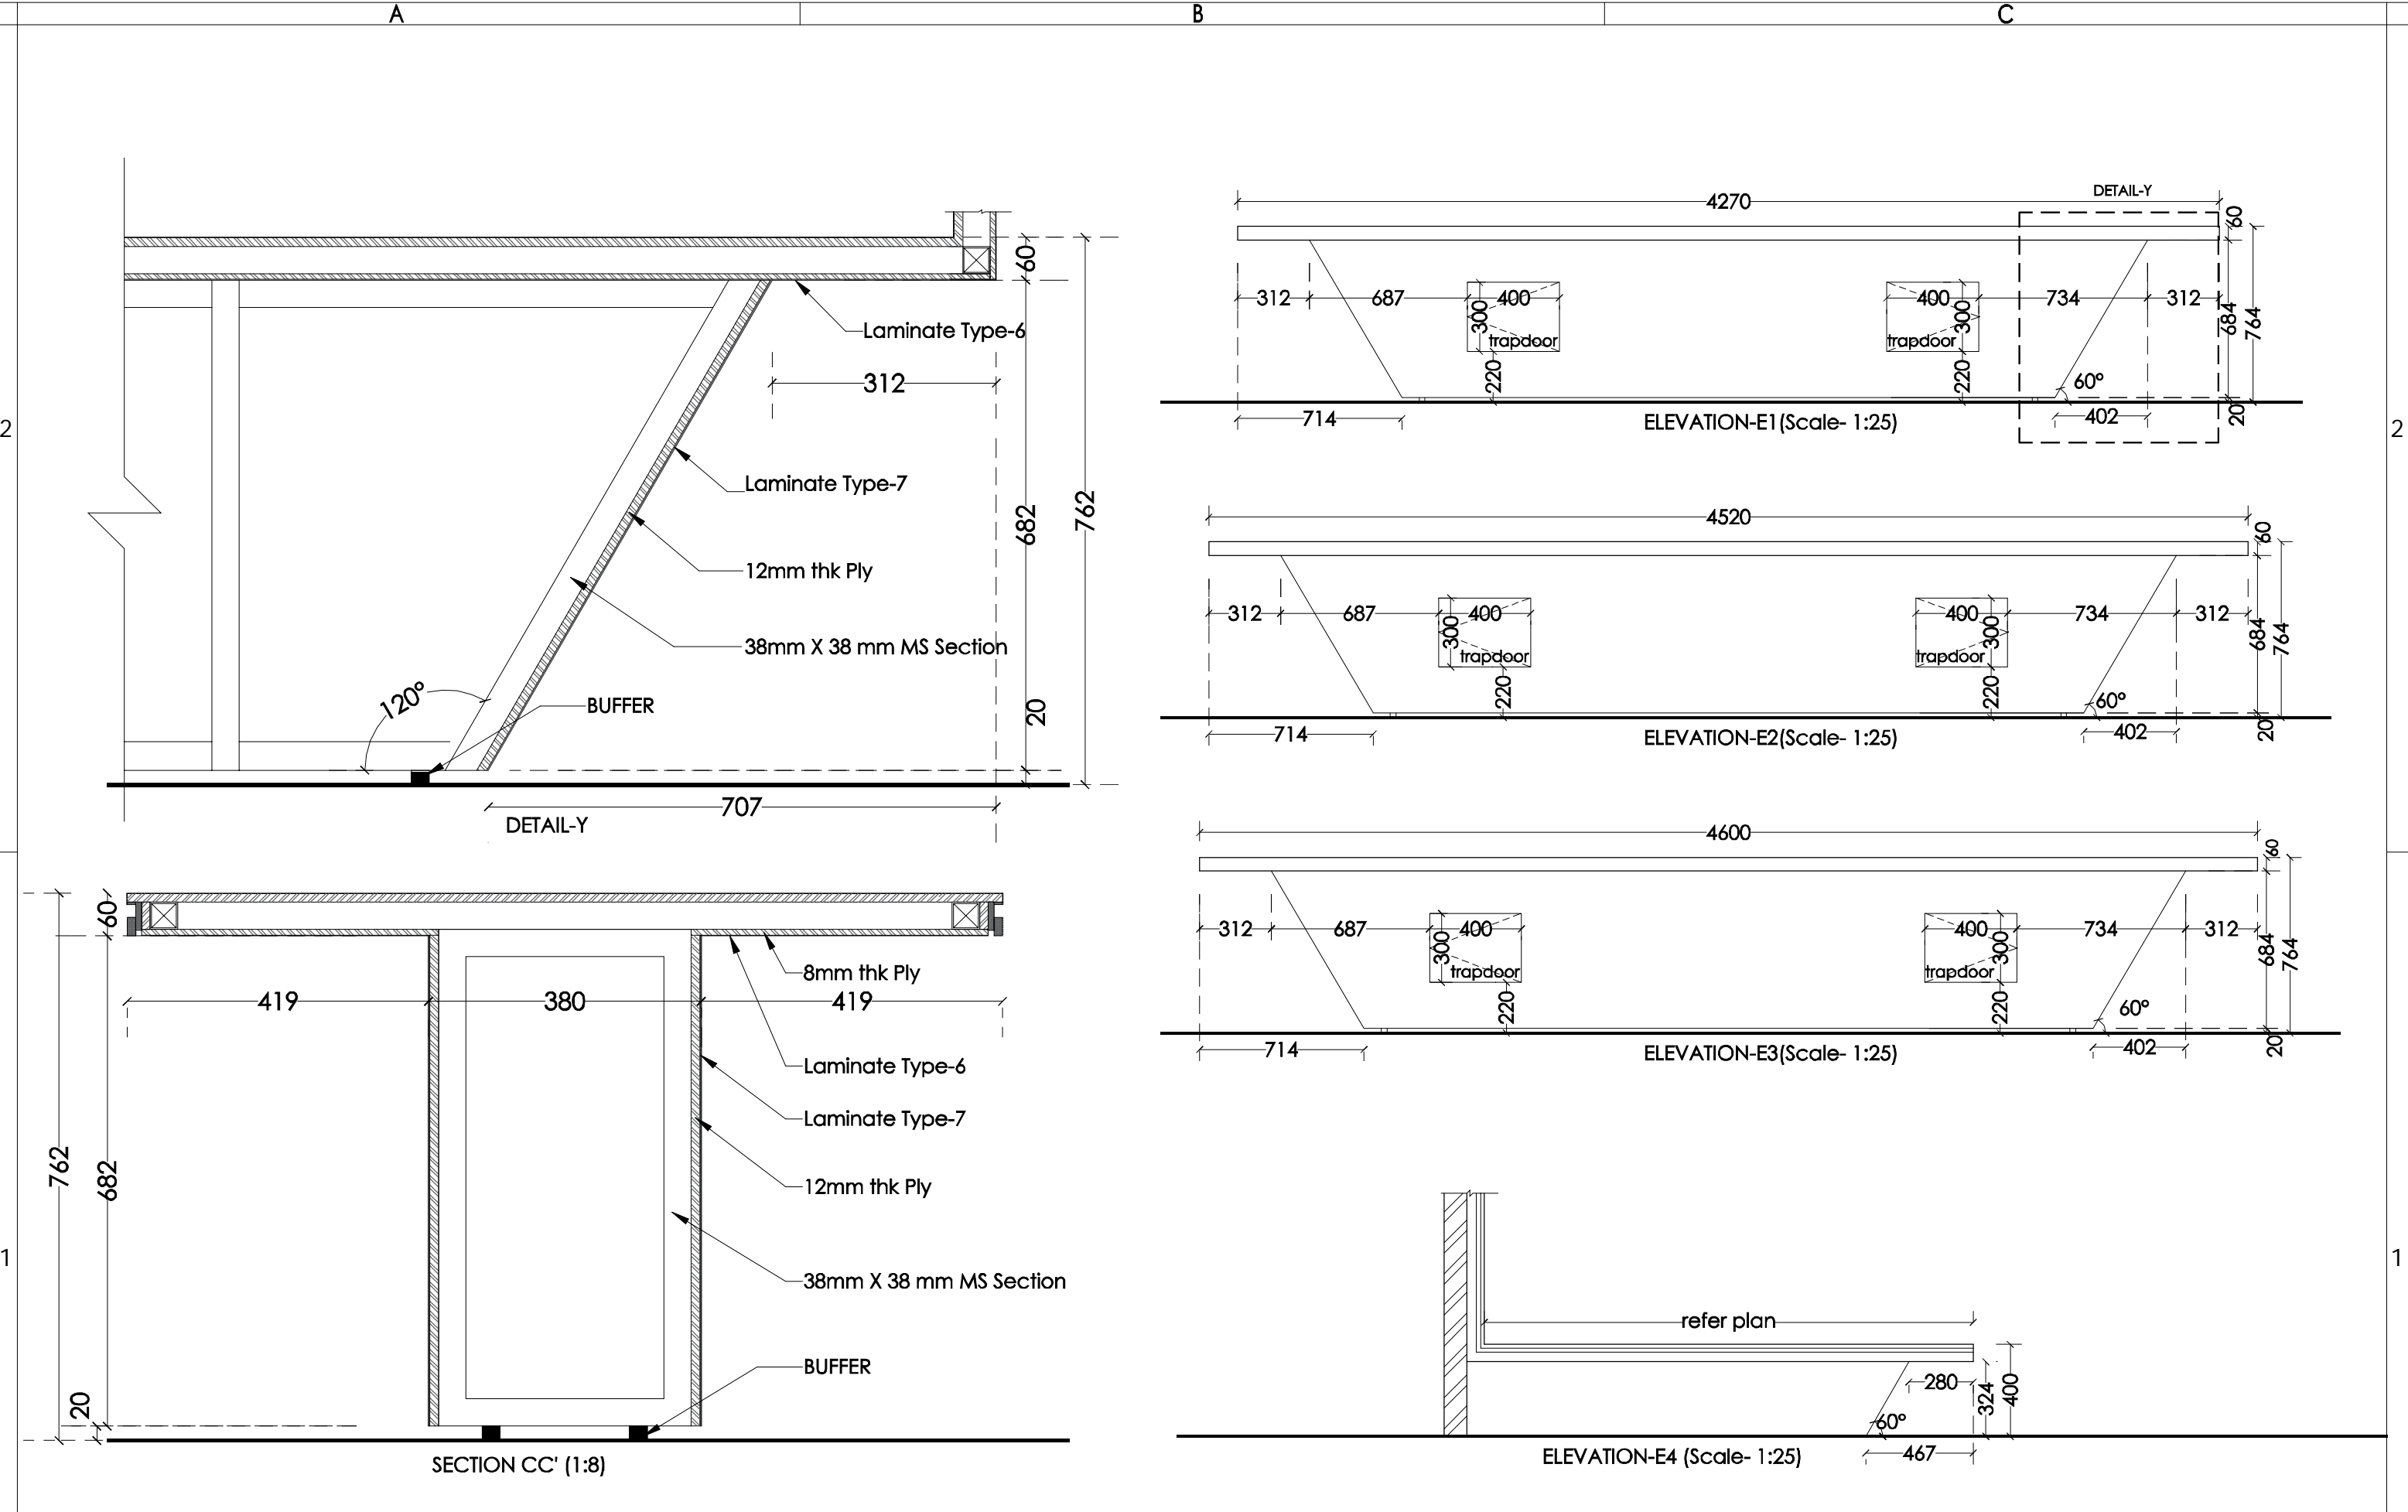 A
B
C
2
2
1
1
60
Laminate Type-6
312
Laminate Type-7
682
762
12mm thk Ply
38mm X 38 mm MS Section
120°
BUFFER
20
707
DETAIL-Y
60
8mm thk Ply
419
380
419
Laminate Type-6
Laminate Type-7
762
682
12mm thk Ply
38mm X 38 mm MS Section
BUFFER
20
SECTION CC' (1:8)
DETAIL-Y
4270
60
312
687
400
400
734
312
300
300
684
764
trapdoor
trapdoor
220
220
60°
714
402
20
ELEVATION-E1(Scale- 1:25)
4520
60
312
687
400
400
734
312
300
300
684
764
trapdoor
trapdoor
220
220
60°
714
402
20
ELEVATION-E2(Scale- 1:25)
4600
60
312
687
400
400
734
312
300
300
684
764
trapdoor
trapdoor
220
220
60°
714
402
20
ELEVATION-E3(Scale- 1:25)
refer plan
280
324
400
60°
467
ELEVATION-E4 (Scale- 1:25)